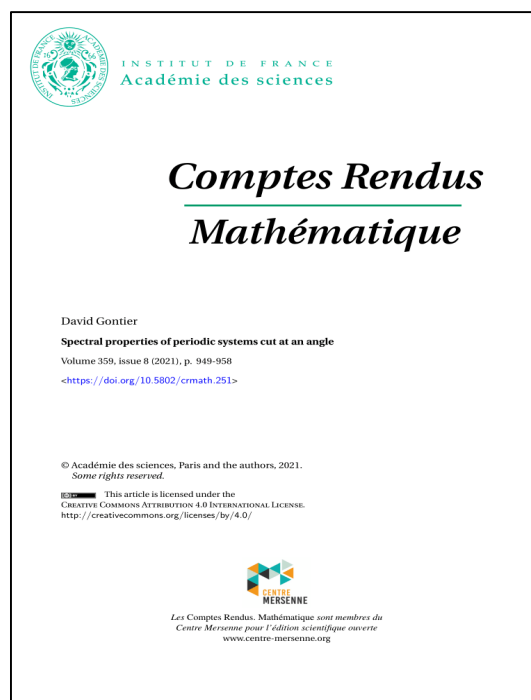 INSTITUT DE FRANCE
Académie des sciences
Comptes Rendus
Mathématique
David Gontier
Spectral properties of periodic systems cut at an angle
Volume 359, issue 8 (2021), p. 949-958
<https://doi.org/10.5802/crmath.251>
© Académie des sciences, Paris and the authors, 2021.
Some rights reserved.
This article is licensed under the
Creative Commons Attribution 4.0 International License.
http://creativecommons.org/licenses/by/4.0/
CENTRE
MERSENNE
Les Comptes Rendus. Mathématique sont membres du
Centre Mersenne pour l'édition scientifique ouverte
www.centre-mersenne.org